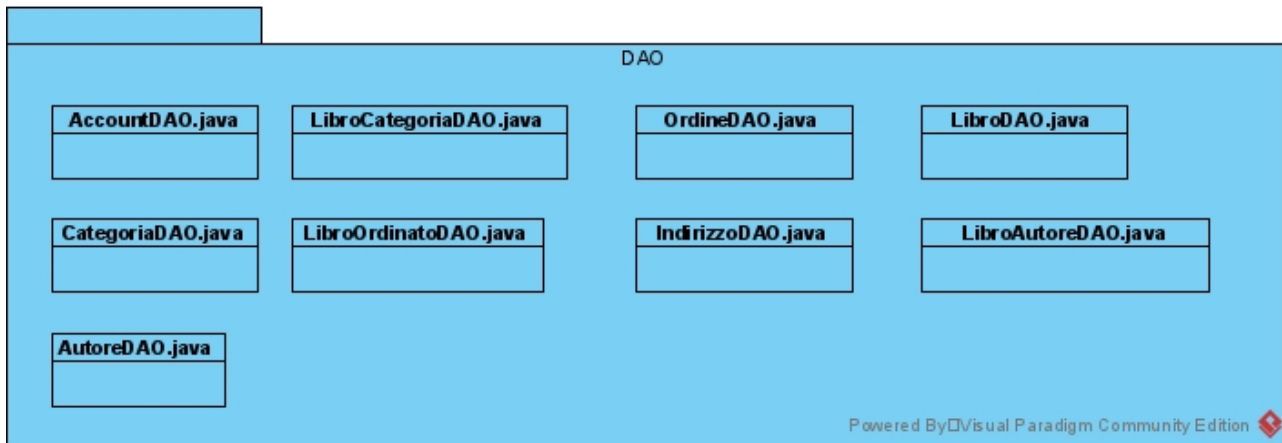 DAO
AccountDAO.java
LibroCategoriaDAO.java
OrdineDAO.java
LibroDAO.java
CategoriaDAO.java
LibroOrdinatoDAO.java
IndirizzoDAO.java
LibroAutoreDAO.java
AutoreDAO.java
Powered By□Visual Paradigm Community Edition